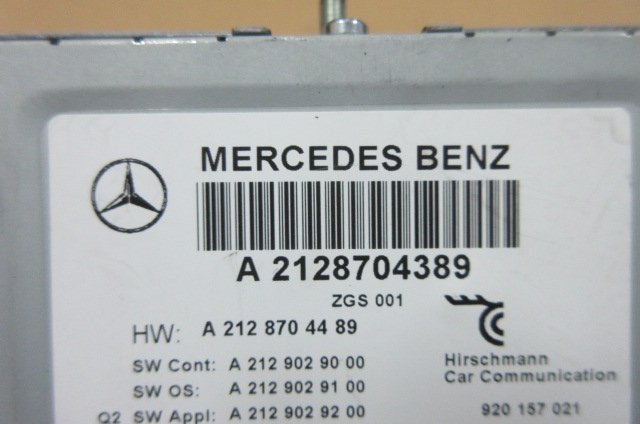 MERCEDES BENZ
A 2128704389
ZGS 001
HW: A 212 870 44 89
SW Cont: A 212 902 90 00
SW OS: A 212 902 91 00
Q2 SW Appl: A 212 902 92 00
Hirschmann
Car Communication
920 157 021